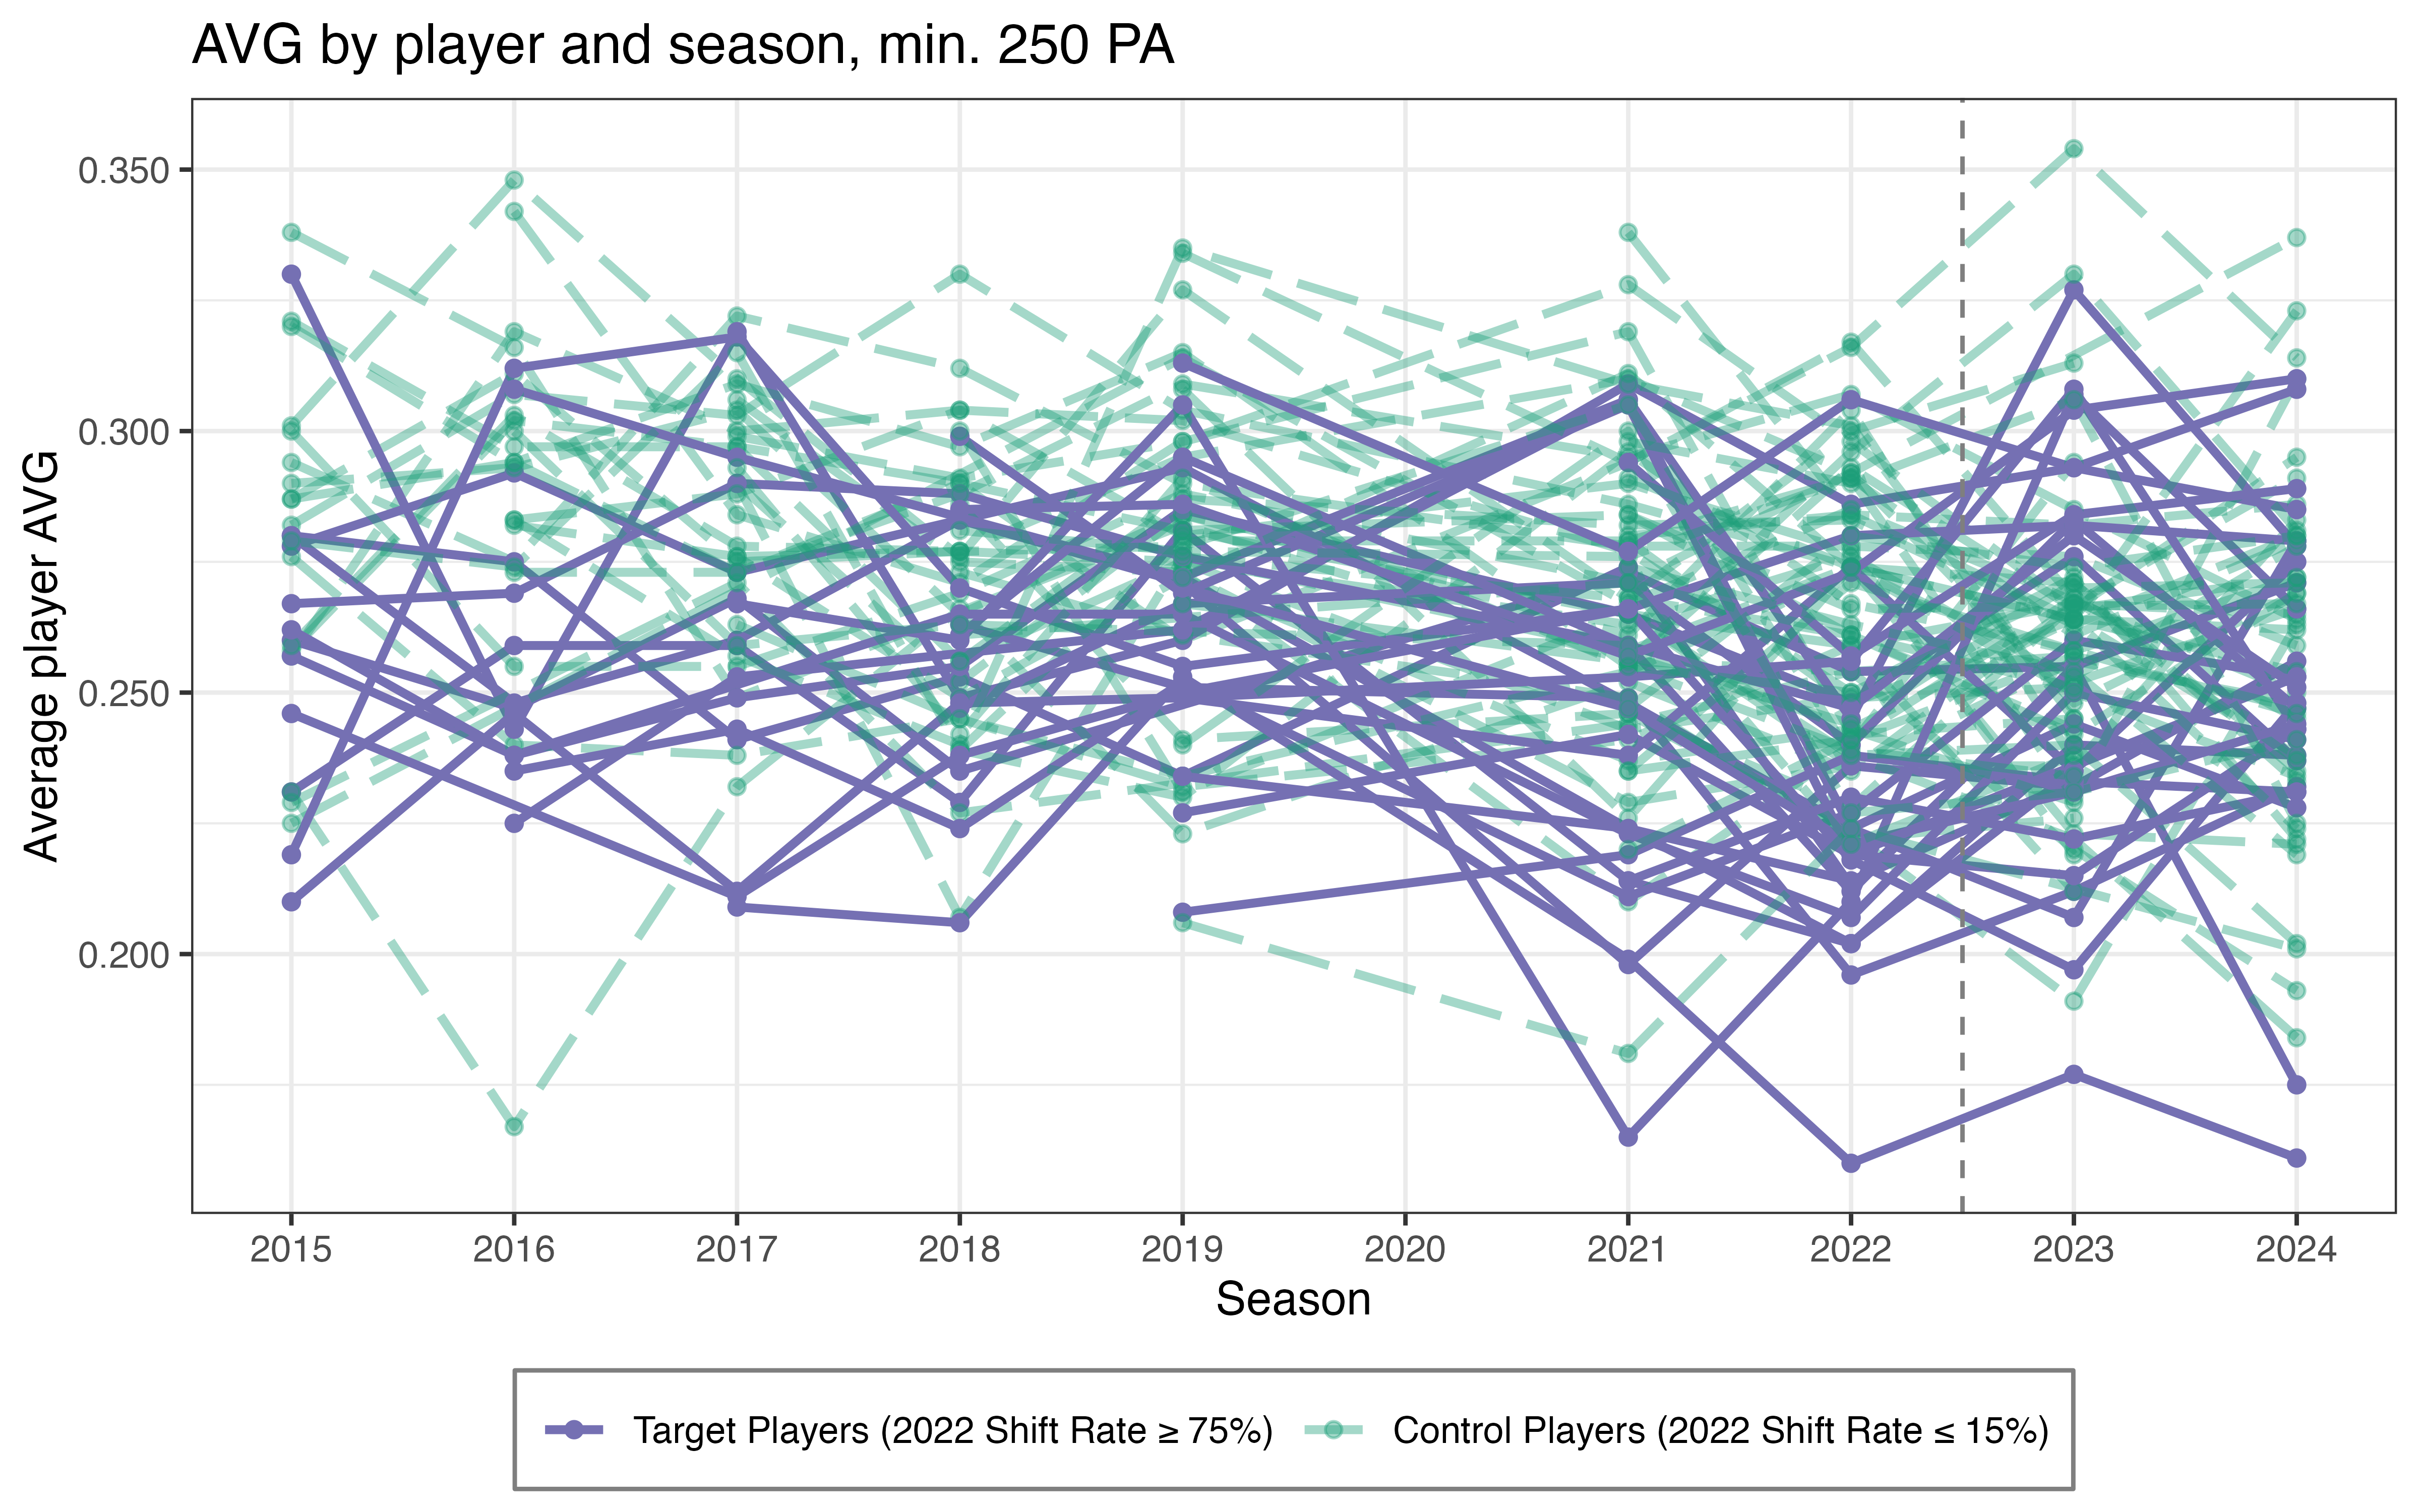 AVG by player and season, min. 250 PA
Average player AVG
0.350
0.300
0.250
0.200
2015 2016 2017 2018 2019 2020 2021 2022 2023 2024
Season
Target Players (2022 Shift Rate ≥ 75%) Control Players (2022 Shift Rate ≤ 15%)